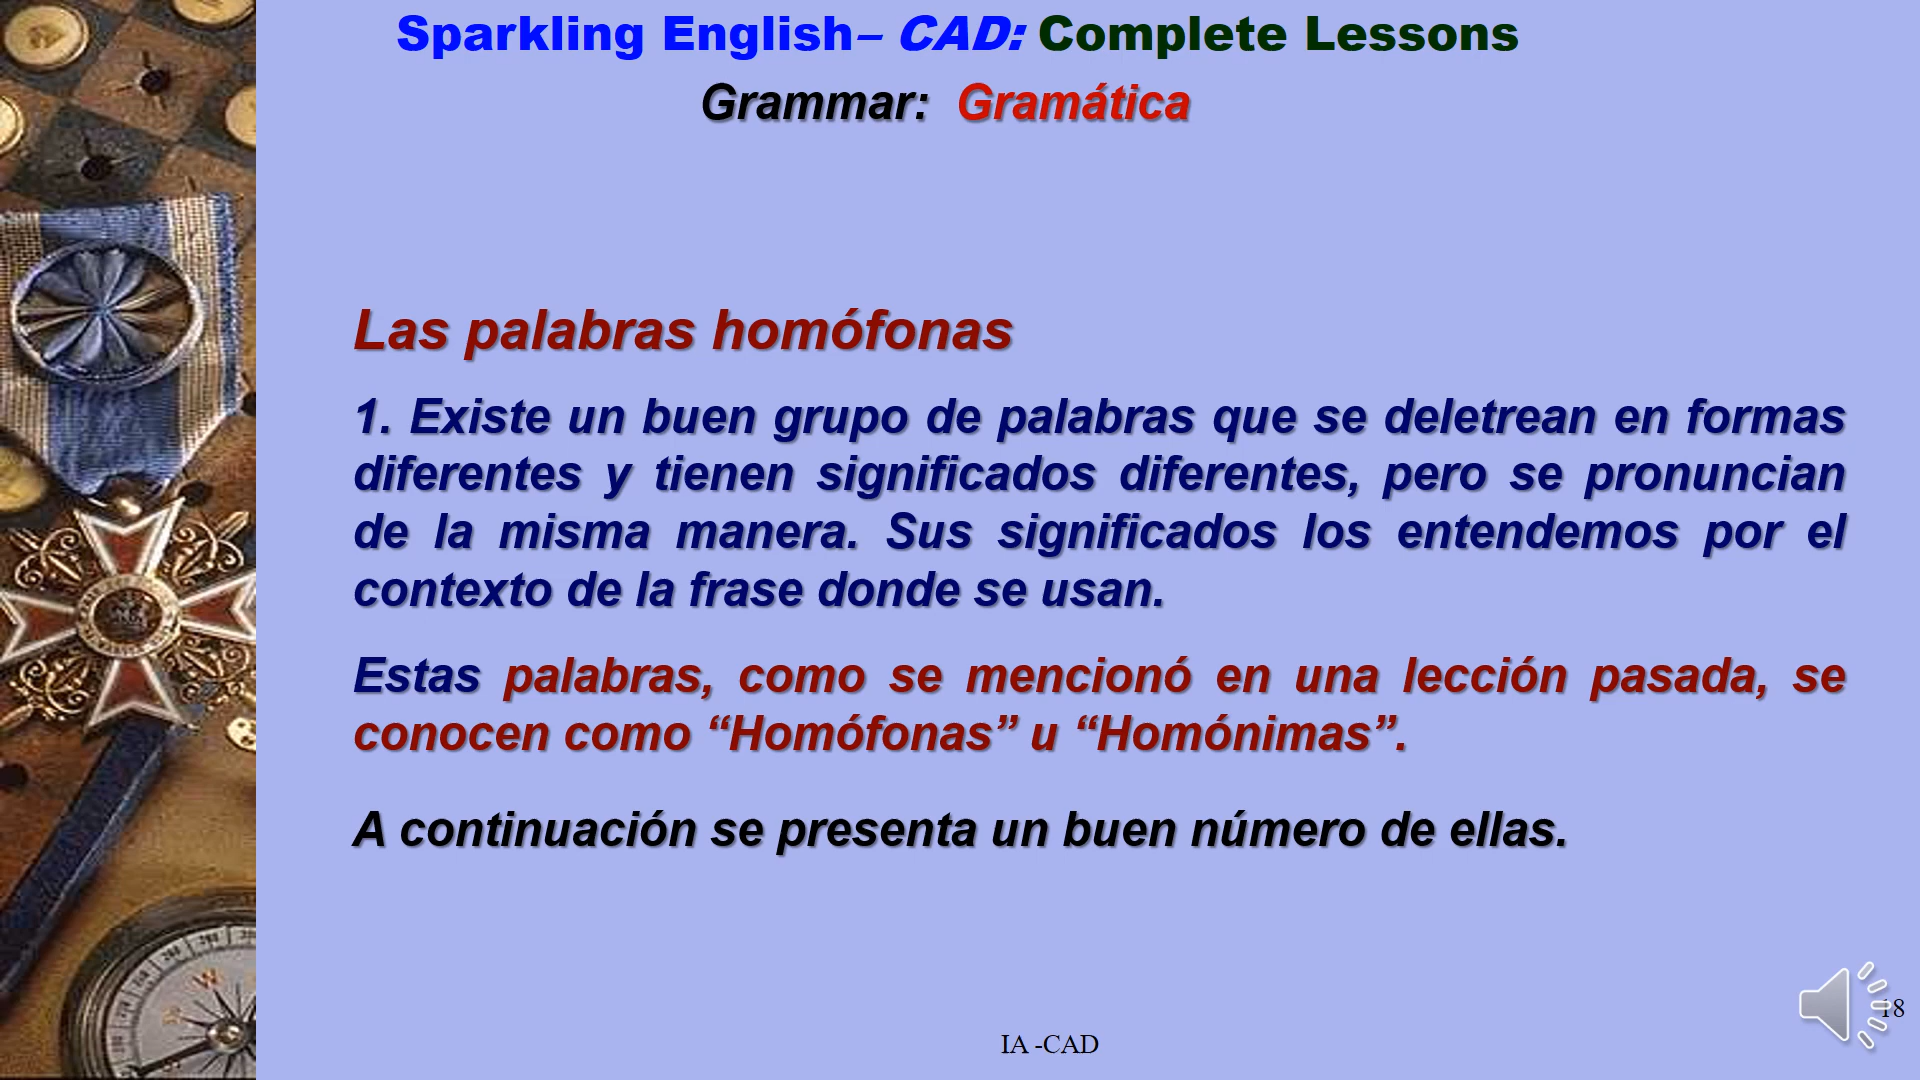 Sparkling English– CAD: Complete Lessons
Grammar: Gramática
Las palabras homófonas
1. Existe un buen grupo de palabras que se deletrean en formas
diferentes y tienen significados diferentes, pero se pronuncian
de la misma manera. Sus significados los entendemos por el
contexto de la frase donde se usan.
Estas palabras, como se mencionó en una lección pasada, se
conocen como “Homófonas” u “Homónimas”.
A continuación se presenta un buen número de ellas.
18
IA -CAD
W